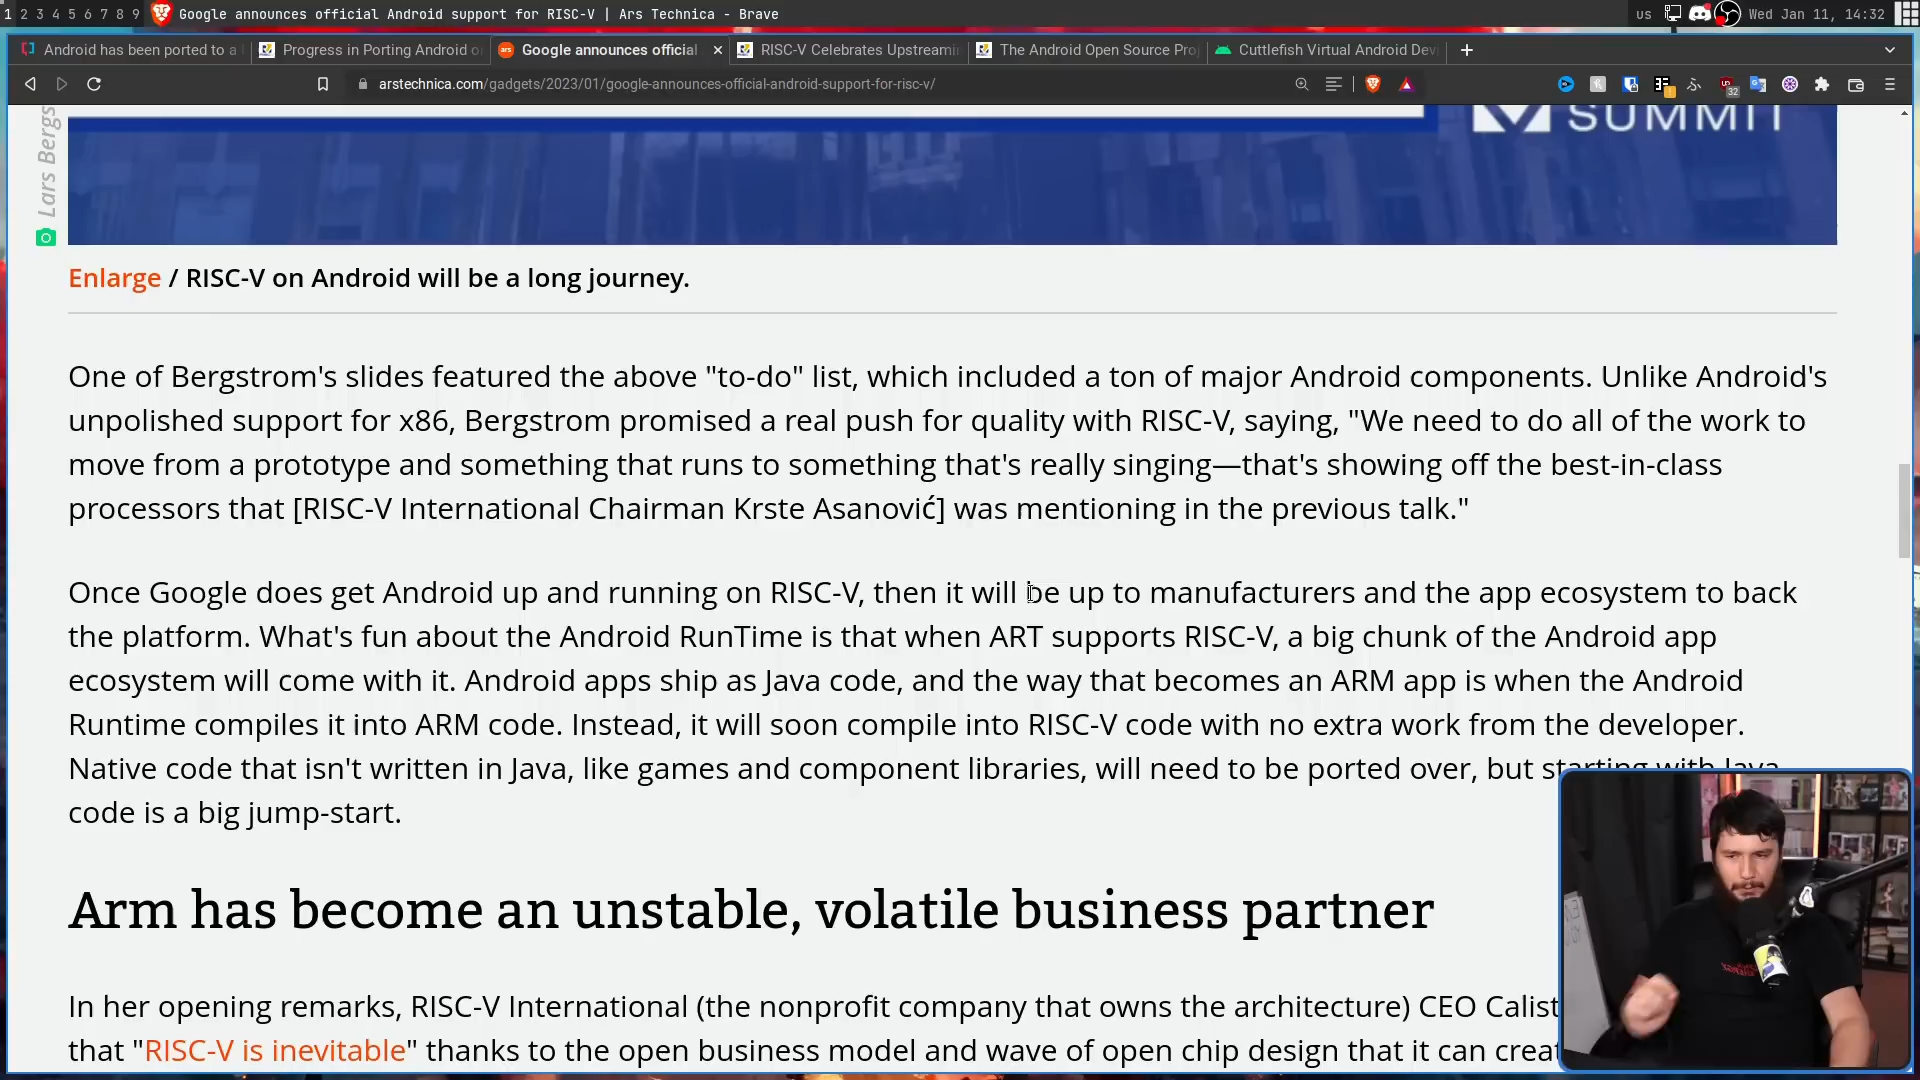 1 2 3 4 5 6 7 8 9 Google announces official Android support for RISC-V | Ars Technica - Brave us Wed Jan 11, 14:32
Android has been ported to a Progress in Porting Android o Google announces official RISC-V Celebrates Upstreami The Android Open Source Pro Cuttlefish Virtual Android Dev
arstechnica.com/gadgets/2023/01/google-announces-official-android-support-for-risc-v/ 32
SUMMIT
Lars Bergs
Enlarge / RISC-V on Android will be a long journey.
One of Bergstrom's slides featured the above "to-do" list, which included a ton of major Android components. Unlike Android's
unpolished support for x86, Bergstrom promised a real push for quality with RISC-V, saying, "We need to do all of the work to
move from a prototype and something that runs to something that's really singing—that's showing off the best-in-class
processors that [RISC-V International Chairman Krste Asanović] was mentioning in the previous talk."
Once Google does get Android up and running on RISC-V, then it will be up to manufacturers and the app ecosystem to back
the platform. What's fun about the Android RunTime is that when ART supports RISC-V, a big chunk of the Android app
ecosystem will come with it. Android apps ship as Java code, and the way that becomes an ARM app is when the Android
Runtime compiles it into ARM code. Instead, it will soon compile into RISC-V code with no extra work from the developer.
Native code that isn't written in Java, like games and component libraries, will need to be ported over, but starting with Java
code is a big jump-start.
Arm has become an unstable, volatile business partner
In her opening remarks, RISC-V International (the nonprofit company that owns the architecture) CEO Calist
that "RISC-V is inevitable" thanks to the open business model and wave of open chip design that it can creat